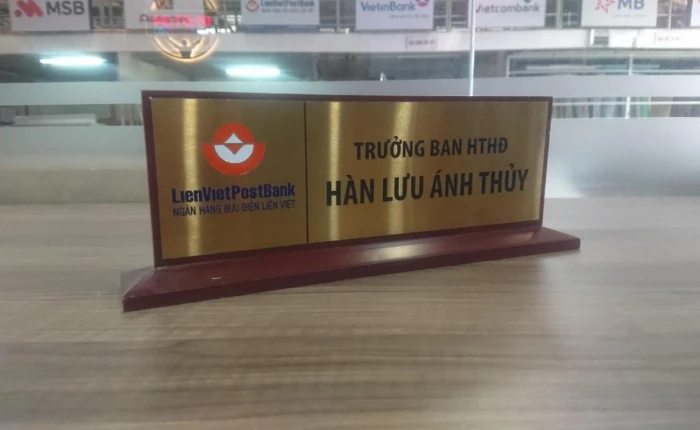 MSB
LienVietPostBank
VietinBank
Vietcombank
MB
LienVietPostBank
NGÂN HÀNG BƯU ĐIỆN LIÊN VIỆT
TRƯỞNG BAN HTHĐ
HÀN LƯU ÁNH THỦY